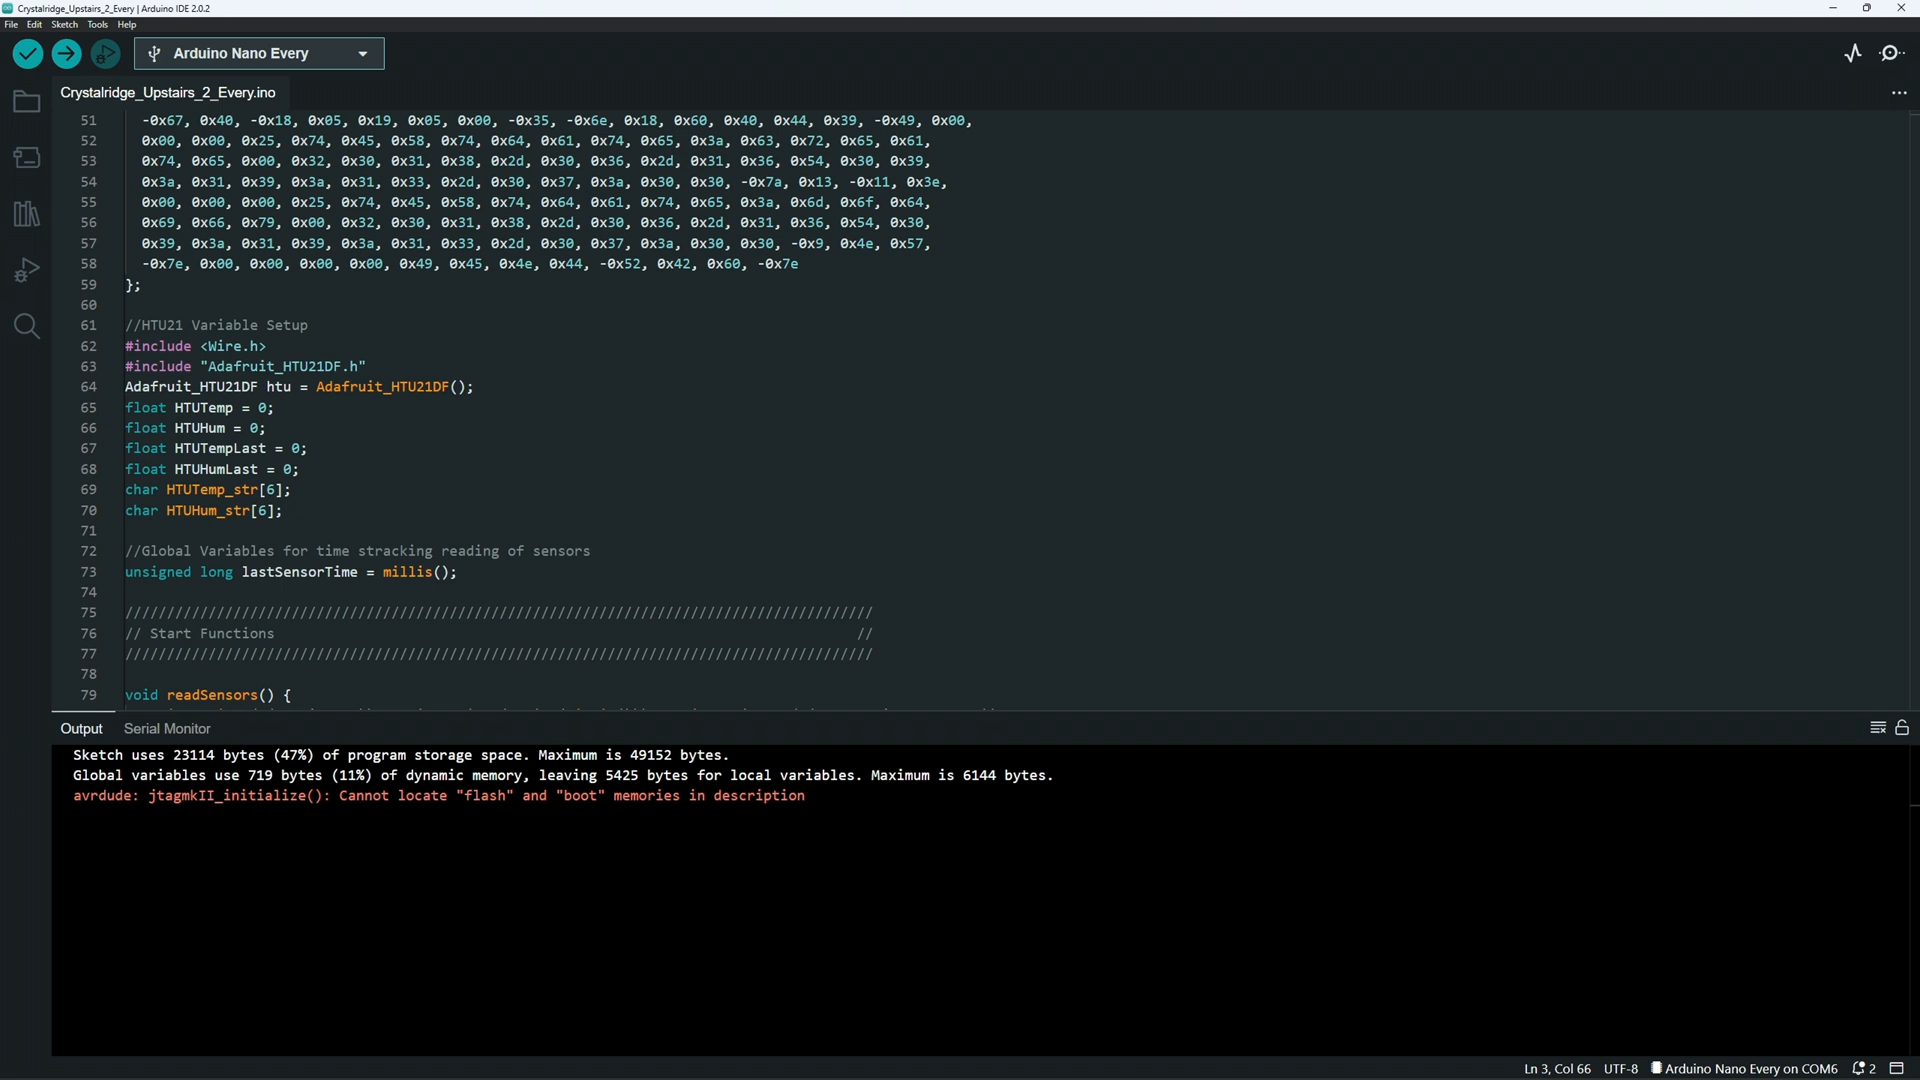 Crystalridge_Upstairs_2_Every | Arduino IDE 2.0.2
File Edit Sketch Tools Help
Arduino Nano Every
Crystalridge_Upstairs_2_Every.ino
51 -0x67, 0x40, -0x18, 0x05, 0x19, 0x05, 0x00, -0x35, -0x6e, 0x18, 0x60, 0x40, 0x44, 0x39, -0x49, 0x00,
52 0x00, 0x00, 0x25, 0x74, 0x45, 0x58, 0x74, 0x64, 0x61, 0x74, 0x65, 0x3a, 0x63, 0x72, 0x65, 0x61,
53 0x74, 0x65, 0x00, 0x32, 0x30, 0x31, 0x38, 0x2d, 0x30, 0x36, 0x2d, 0x31, 0x36, 0x54, 0x30, 0x39,
54 0x3a, 0x31, 0x39, 0x3a, 0x31, 0x33, 0x2d, 0x30, 0x37, 0x3a, 0x30, 0x30, -0x7a, 0x13, -0x11, 0x3e,
55 0x00, 0x00, 0x00, 0x25, 0x74, 0x45, 0x58, 0x74, 0x64, 0x61, 0x74, 0x65, 0x3a, 0x6d, 0x6f, 0x64,
56 0x69, 0x66, 0x79, 0x00, 0x32, 0x30, 0x31, 0x38, 0x2d, 0x30, 0x36, 0x2d, 0x31, 0x36, 0x54, 0x30,
57 0x39, 0x3a, 0x31, 0x39, 0x3a, 0x31, 0x33, 0x2d, 0x30, 0x37, 0x3a, 0x30, 0x30, -0x9, 0x4e, 0x57,
58 -0x7e, 0x00, 0x00, 0x00, 0x00, 0x49, 0x45, 0x4e, 0x44, -0x52, 0x42, 0x60, -0x7e
59 };
60
61 //HTU21 Variable Setup
62 #include <Wire.h>
63 #include "Adafruit_HTU21DF.h"
64 Adafruit_HTU21DF htu = Adafruit_HTU21DF();
65 float HTUTemp = 0;
66 float HTUHum = 0;
67 float HTUTempLast = 0;
68 float HTUHumLast = 0;
69 char HTUTemp_str[6];
70 char HTUHum_str[6];
71
72 //Global Variables for time stracking reading of sensors
73 unsigned long lastSensorTime = millis();
74
75 //////////////////////////////////////////////////////////////////////////////////////////
76 // Start Functions //
77 //////////////////////////////////////////////////////////////////////////////////////////
78
79 void readSensors() {
Output Serial Monitor
Sketch uses 23114 bytes (47%) of program storage space. Maximum is 49152 bytes.
Global variables use 719 bytes (11%) of dynamic memory, leaving 5425 bytes for local variables. Maximum is 6144 bytes.
avrdude: jtagmkII_initialize(): Cannot locate "flash" and "boot" memories in description
Ln 3, Col 66 UTF-8 Arduino Nano Every on COM6 2